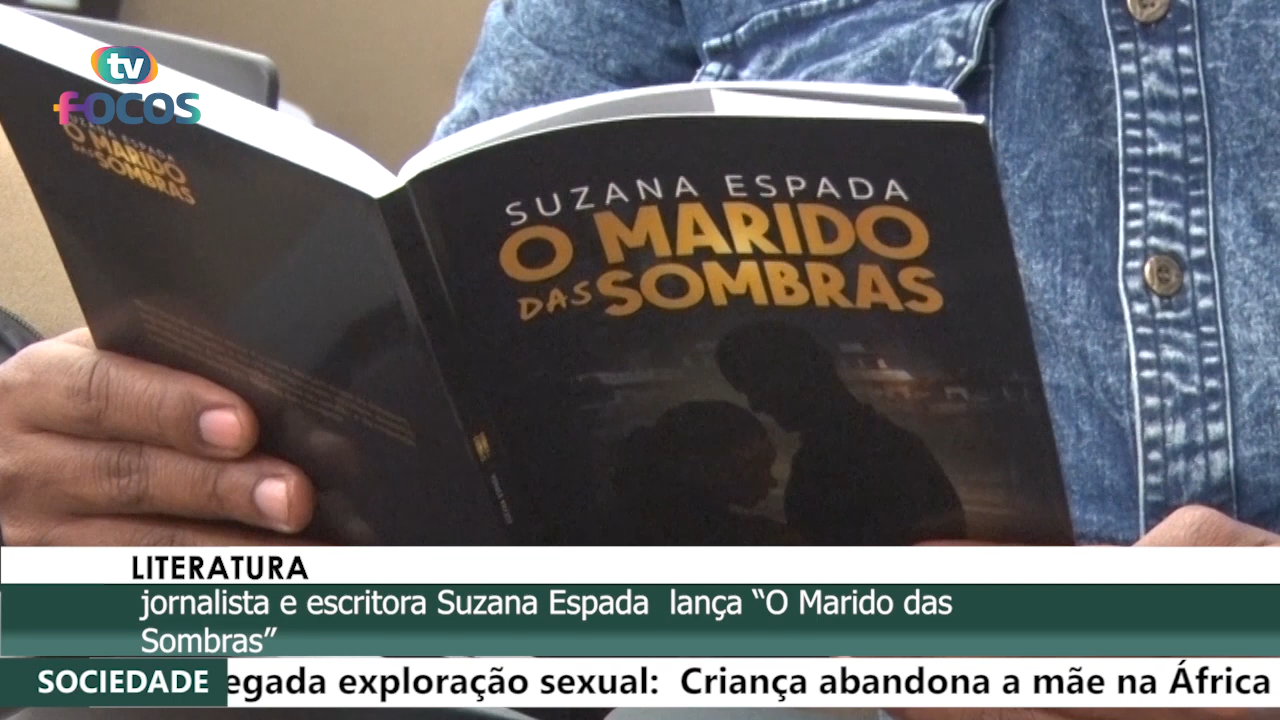 tv
fOCOS
SUZANA ESPADA
O MARIDO
DAS SOMBRAS
SUZANA ESPADA
O MARIDO
DAS SOMBRAS
LITERATURA
jornalista e escritora Suzana Espada lança “O Marido das
Sombras”
SOCIEDADE egada exploração sexual: Criança abandona a mãe na África